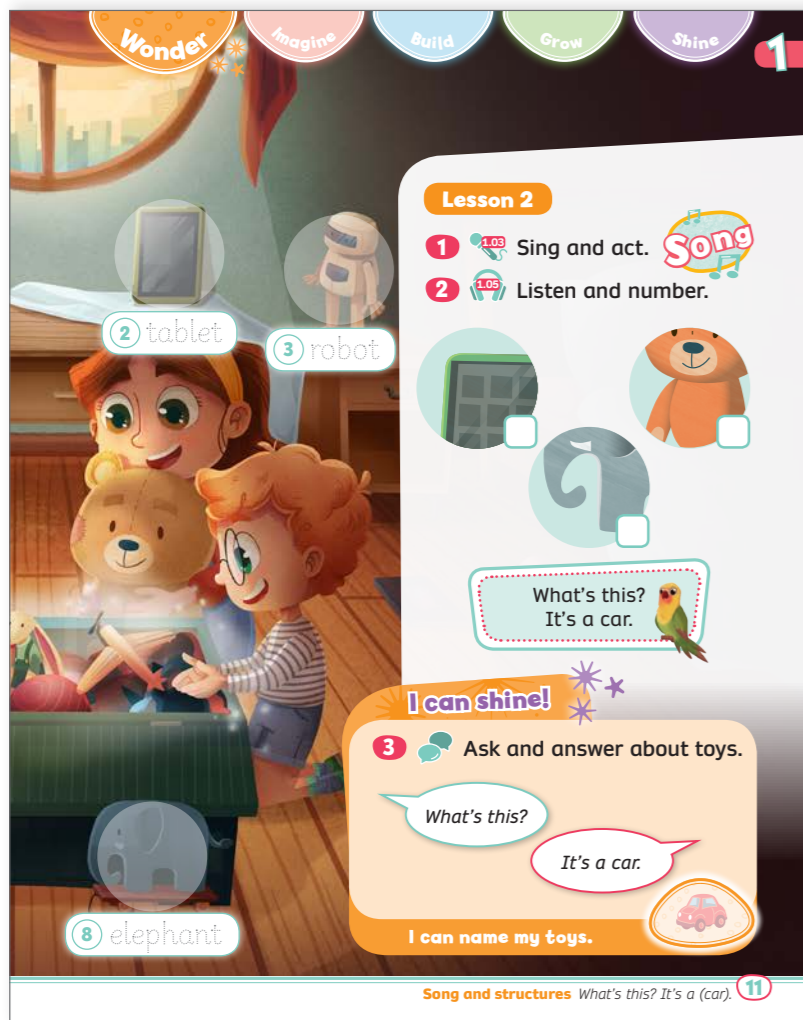 Wonder
Imagine
Build
Grow
Shine
1
Lesson 2
1 1.03 Sing and act.
Song
2 1.05 Listen and number.
2 tablet
3 robot
What's this?
It's a car.
I can shine!
3 Ask and answer about toys.
What's this?
It's a car.
8 elephant
I can name my toys.
Song and structures What's this? It's a (car). 11